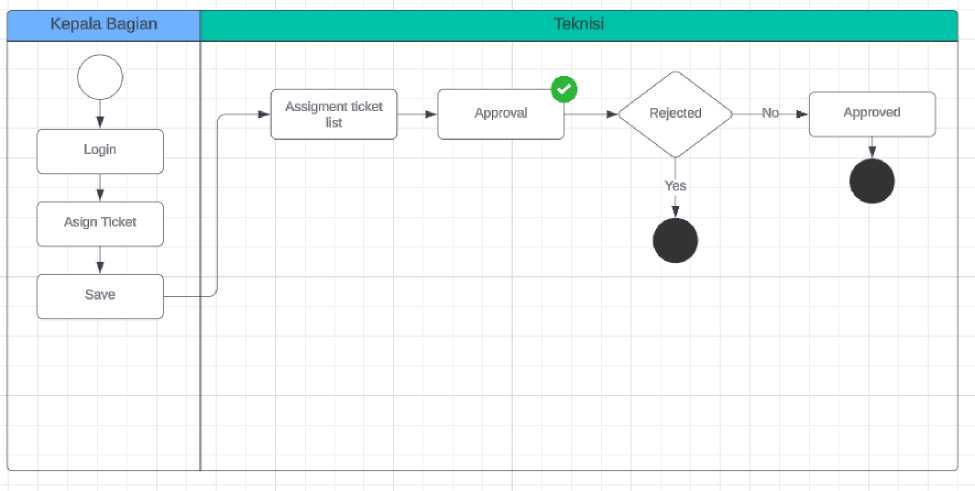 Kepala Bagian
Teknisi
Login
Asign Ticket
Save
Assigment ticket
list
Approval
Rejected
No
Approved
Yes